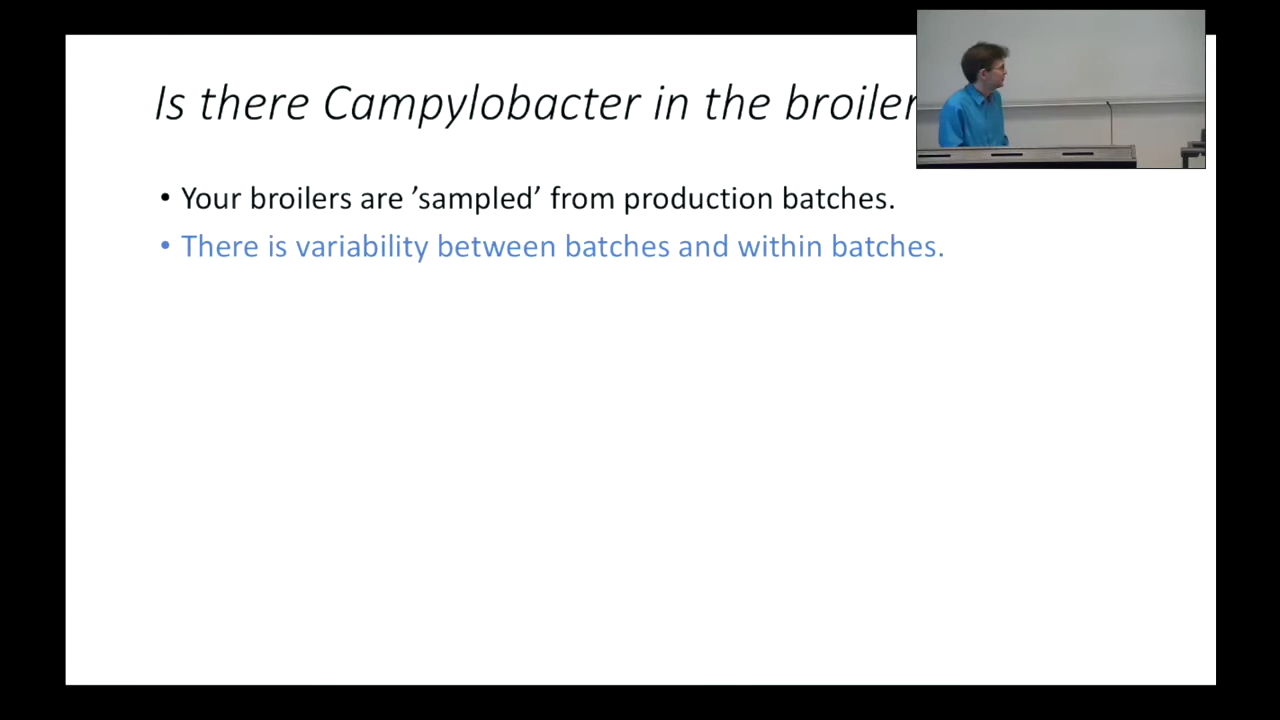 Is there Campylobacter in the broiler
• Your broilers are ’sampled’ from production batches.
• There is variability between batches and within batches.